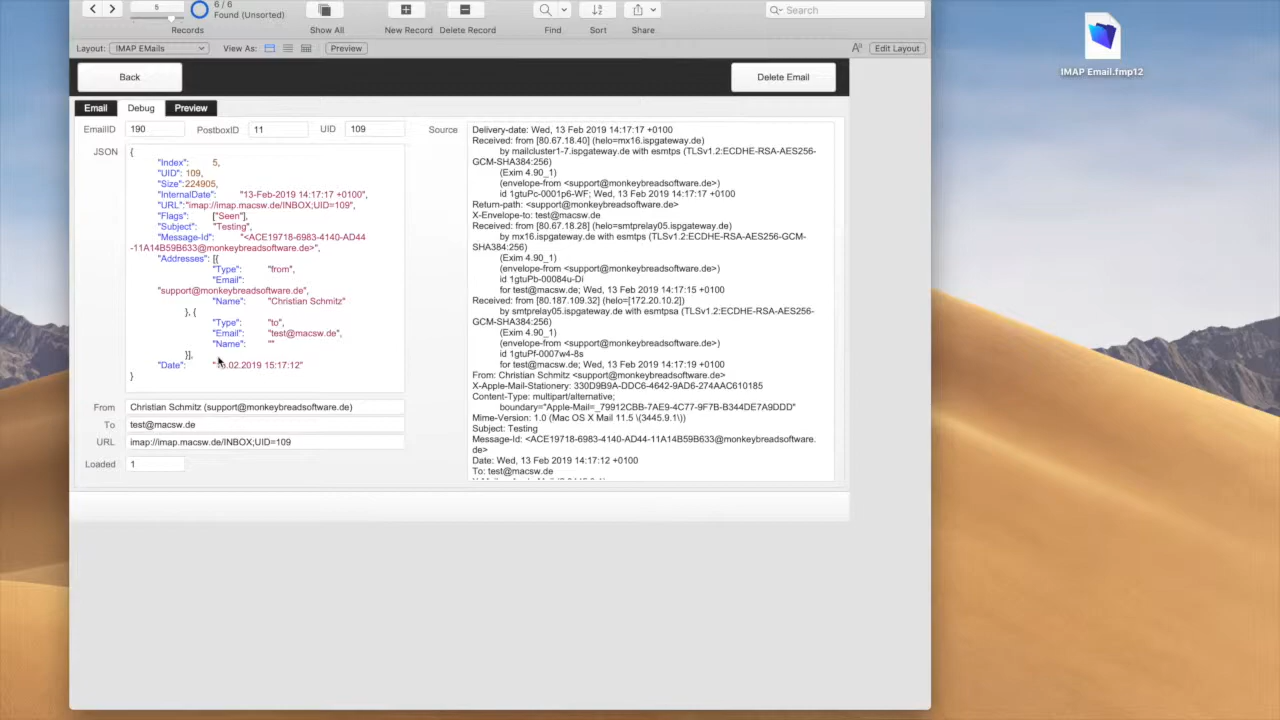 5
6 / 6
Found (Unsorted)
Records
Show All
New Record
Delete Record
Find
Sort
Share
Search
Layout:
IMAP EMails
View As:
Preview
Edit Layout
IMAP Email.fmp12
Back
Delete Email
Email
Debug
Preview
EmailID
190
PostboxID
11
UID
109
JSON
{
"Index": 5,
"UID": 109,
"Size":224905,
"InternalDate": "13-Feb-2019 14:17:17 +0100",
"URL":"imap://imap.macsw.de/INBOX;UID=109",
"Flags": ["Seen"],
"Subject": "Testing",
"Message-Id": "<ACE19718-6983-4140-AD44
-11A14B59B633@monkeybreadsoftware.de>",
"Addresses": [{
"Type": "from",
"Email":
"support@monkeybreadsoftware.de",
"Name": "Christian Schmitz"
}, {
"Type": "to",
"Email": "test@macsw.de",
"Name": ""
}],
"Date": 15:17:12"
}
From
Christian Schmitz (support@monkeybreadsoftware.de)
To
test@macsw.de
URL
imap://imap.macsw.de/INBOX;UID=109
Loaded
1
Source
Delivery-date: Wed, 13 Feb 2019 14:17:17 +0100
Received: from [80.67.18.40] (helo=mx16.ispgateway.de)
by mailcluster1-7.ispgateway.de with esmtps (TLSv1.2:ECDHE-RSA-AES256-
GCM-SHA384:256)
(Exim 4.90_1)
(envelope-from <support@monkeybreadsoftware.de>)
id 1gtuPc-0001p6-WF; Wed, 13 Feb 2019 14:17:17 +0100
Return-path: <support@monkeybreadsoftware.de>
X-Envelope-to: test@macsw.de
Received: from [80.67.18.28] (helo=smtprelay05.ispgateway.de)
by mx16.ispgateway.de with esmtps (TLSv1.2:ECDHE-RSA-AES256-GCM-
SHA384:256)
(Exim 4.90_1)
(envelope-from <support@monkeybreadsoftware.de>)
id 1gtuPb-00084u-Di
for test@macsw.de; Wed, 13 Feb 2019 14:17:15 +0100
Received: from [80.187.109.32] (helo=[172.20.10.2])
by smtprelay05.ispgateway.de with esmtpsa (TLSv1.2:ECDHE-RSA-AES256-
GCM-SHA384:256)
(Exim 4.90_1)
(envelope-from <support@monkeybreadsoftware.de>)
id 1gtuPf-0007w4-8s
for test@macsw.de; Wed, 13 Feb 2019 14:17:19 +0100
From: Christian Schmitz <support@monkeybreadsoftware.de>
X-Apple-Mail-Stationery: 330D9B9A-DDC6-4642-9AD6-274AAC610185
Content-Type: multipart/alternative;
boundary="Apple-Mail=_79912CBB-7AE9-4C77-9F7B-B344DE7A9DDD"
Mime-Version: 1.0 (Mac OS X Mail 11.5 \(3445.9.1\))
Subject: Testing
Message-Id: <ACE19718-6983-4140-AD44-11A14B59B633@monkeybreadsoftware.
de>
Date: Wed, 13 Feb 2019 14:17:12 +0100
To: test@macsw.de